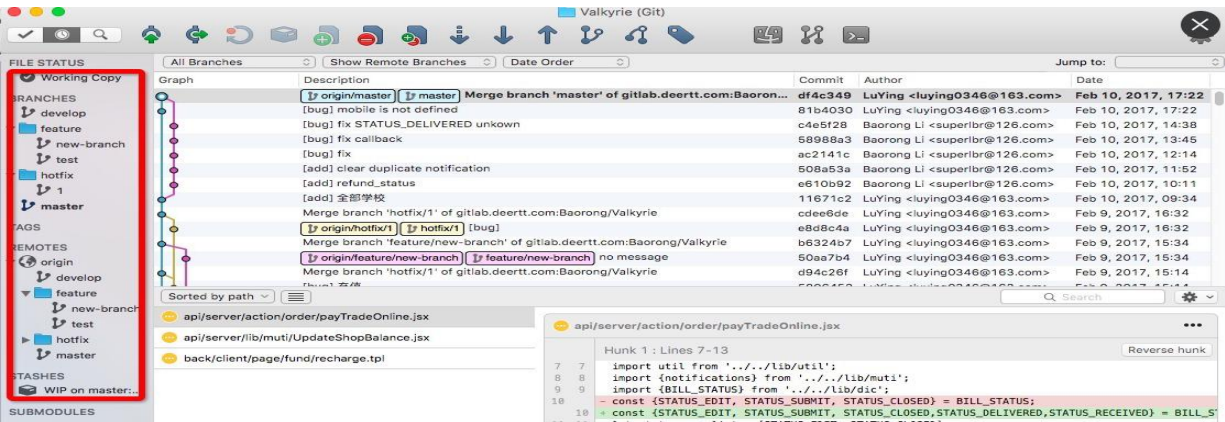 Valkyrie (Git)
All Branches Show Remote Branches Date Order Jump to:
FILE STATUS
Working Copy
BRANCHES
develop
feature
new-branch
test
hotfix
1
master
TAGS
REMOTES
origin
develop
feature
new-branch
test
hotfix
master
STASHES
WIP on master:...
SUBMODULES
Graph Description Commit Author Date
origin/master master Merge branch 'master' of gitlab.deertt.com:Baoron... df4c349 LuYing <luying0346@163.com> Feb 10, 2017, 17:22
[bug] mobile is not defined 81b4030 LuYing <luying0346@163.com> Feb 10, 2017, 17:22
[bug] fix STATUS_DELIVERED unkown c4e5f28 Baorong Li <superlbr@126.com> Feb 10, 2017, 14:38
[bug] fix callback 58988a3 Baorong Li <superlbr@126.com> Feb 10, 2017, 13:45
[bug] fix ac2141c Baorong Li <superlbr@126.com> Feb 10, 2017, 12:14
[add] clear duplicate notification 508a53a Baorong Li <superlbr@126.com> Feb 10, 2017, 11:52
[add] refund_status e610b92 Baorong Li <superlbr@126.com> Feb 10, 2017, 10:11
[add] 全部学校 11671c2 LuYing <luying0346@163.com> Feb 10, 2017, 09:34
Merge branch 'hotfix/1' of gitlab.deertt.com:Baorong/Valkyrie cdee6de LuYing <luying0346@163.com> Feb 9, 2017, 16:32
origin/hotfix/1 hotfix/1 [bug] e8d8c4a LuYing <luying0346@163.com> Feb 9, 2017, 16:32
Merge branch 'feature/new-branch' of gitlab.deertt.com:Baorong/Valkyrie b6324b7 LuYing <luying0346@163.com> Feb 9, 2017, 15:34
origin/feature/new-branch feature/new-branch no message 50aa7b4 LuYing <luying0346@163.com> Feb 9, 2017, 15:34
Merge branch 'hotfix/1' of gitlab.deertt.com:Baorong/Valkyrie d94c26f LuYing <luying0346@163.com> Feb 9, 2017, 15:14
Sorted by path Search
api/server/action/order/payTradeOnline.jsx
api/server/lib/muti/UpdateShopBalance.jsx
back/client/page/fund/recharge.tpl
api/server/action/order/payTradeOnline.jsx
Hunk 1 : Lines 7-13 Reverse hunk
7 7 import util from '../../lib/util';
8 8 import {notifications} from '../../lib/muti';
9 9 import {BILL_STATUS} from '../../lib/dic';
10 - const {STATUS_EDIT, STATUS_SUBMIT, STATUS_CLOSED} = BILL_STATUS;
10 + const {STATUS_EDIT, STATUS_SUBMIT, STATUS_CLOSED,STATUS_DELIVERED,STATUS_RECEIVED} = BILL_S